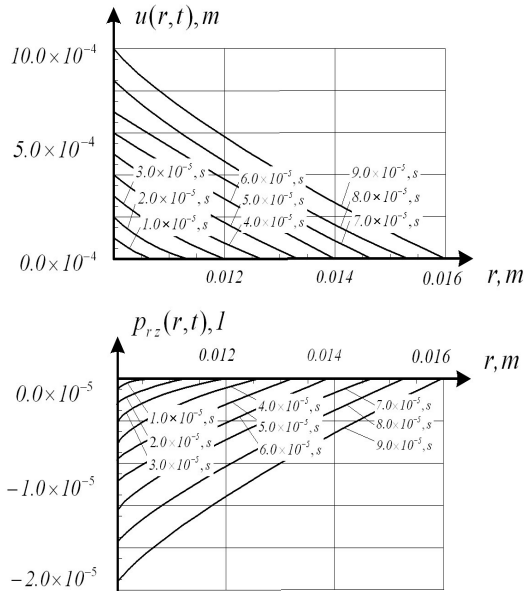 u(r,t), m
10.0×10⁻⁴
5.0×10⁻⁴
3.0×10⁻⁵, s
6.0×10⁻⁵, s
9.0×10⁻⁵, s
2.0×10⁻⁵, s
5.0×10⁻⁵, s
8.0×10⁻⁵, s
1.0×10⁻⁵, s
4.0×10⁻⁵, s
7.0×10⁻⁵, s
0.0×10⁻⁴
0.012
0.014
0.016
r, m
p_{rz}(r,t), 1
0.012
0.014
0.016
r, m
0.0×10⁻⁵
1.0×10⁻⁵, s
4.0×10⁻⁵, s
7.0×10⁻⁵, s
2.0×10⁻⁵, s
5.0×10⁻⁵, s
8.0×10⁻⁵, s
3.0×10⁻⁵, s
6.0×10⁻⁵, s
9.0×10⁻⁵, s
−1.0×10⁻⁵
−2.0×10⁻⁵